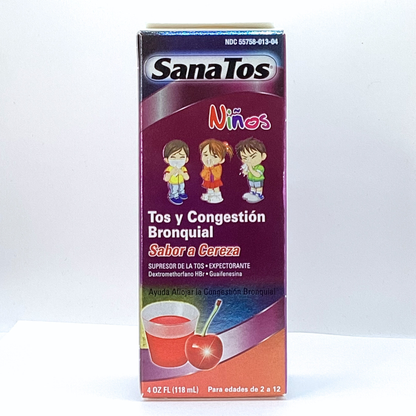 NDC 55758-013-04
SanaTos®
Niños
Tos y Congestión
Bronquial
Sabor a Cereza
SUPRESOR DE LA TOS • EXPECTORANTE
Dextromethorfano HBr • Guaifenesina
Ayuda Aflojar la Congestión Bronquial
4 OZ FL (118 mL) Para edades de 2 a 12